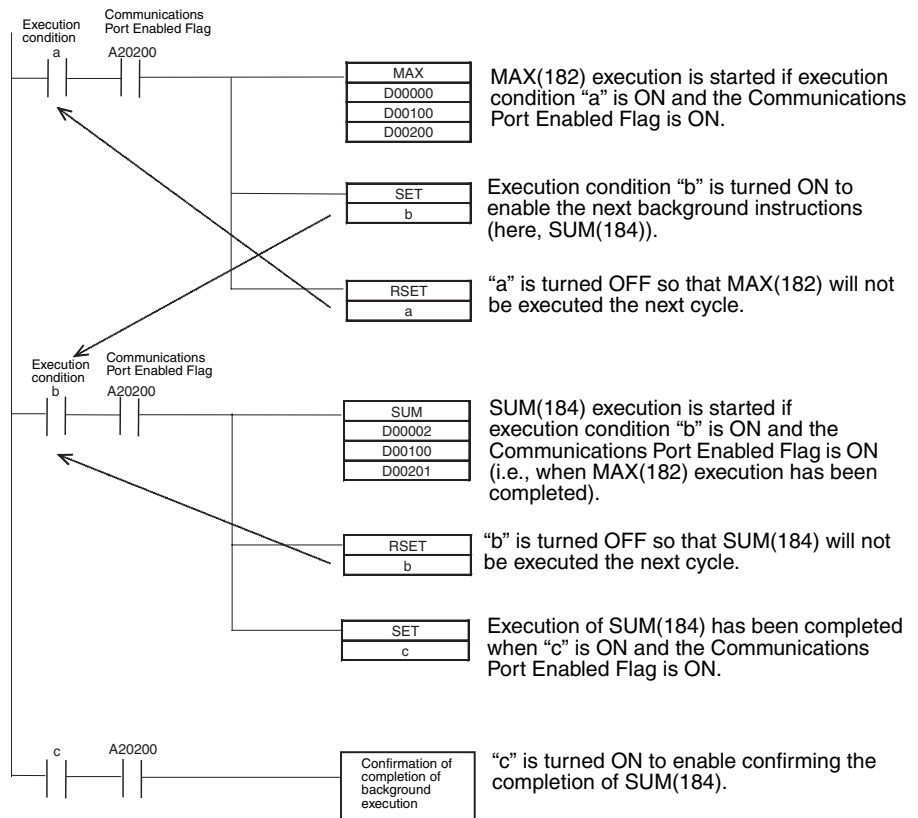 Execution
condition
a
Communications
Port Enabled Flag
A20200
MAX
D00000
D00100
D00200
MAX(182) execution is started if execution
condition “a” is ON and the Communications
Port Enabled Flag is ON.
SET
b
Execution condition “b” is turned ON to
enable the next background instructions
(here, SUM(184)).
RSET
a
“a” is turned OFF so that MAX(182) will not
be executed the next cycle.
Execution
condition
b
Communications
Port Enabled Flag
A20200
SUM
D00002
D00100
D00201
SUM(184) execution is started if
execution condition “b” is ON and the
Communications Port Enabled Flag is ON
(i.e., when MAX(182) execution has been
completed).
RSET
b
“b” is turned OFF so that SUM(184) will not
be executed the next cycle.
SET
c
Execution of SUM(184) has been completed
when “c” is ON and the Communications
Port Enabled Flag is ON.
c
A20200
Confirmation of
completion of
background
execution
“c” is turned ON to enable confirming the
completion of SUM(184).